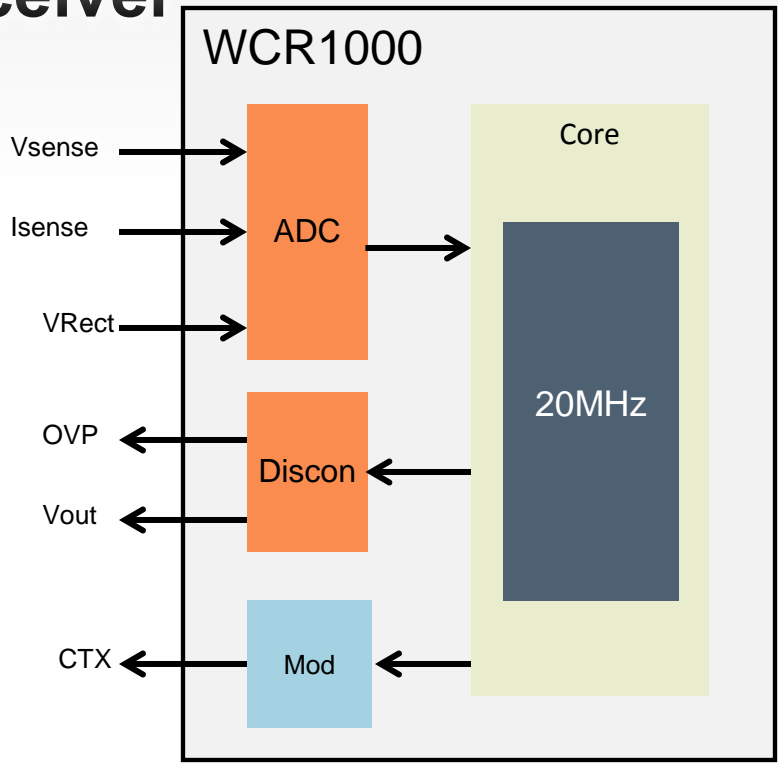 ceiver
WCR1000
Core
Vsense
Isense
ADC
VRect
20MHz
OVP
Discon
Vout
CTX
Mod